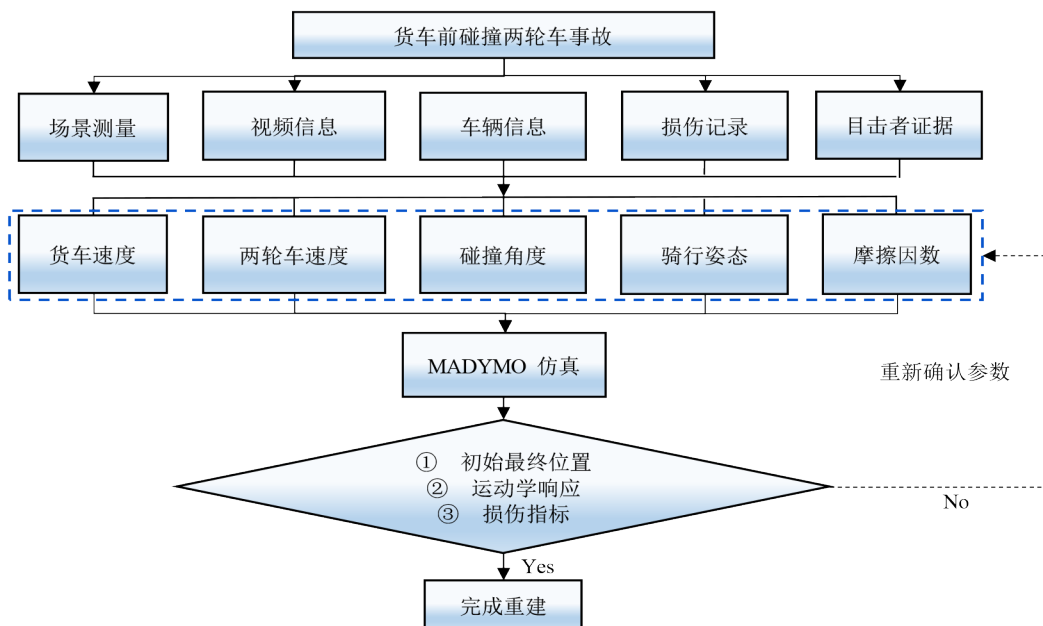 货车前碰撞两轮车事故
场景测量
视频信息
车辆信息
损伤记录
目击者证据
货车速度
两轮车速度
碰撞角度
骑行姿态
摩擦因数
MADYMO 仿真
重新确认参数
① 初始最终位置
② 运动学响应
③ 损伤指标
No
Yes
完成重建